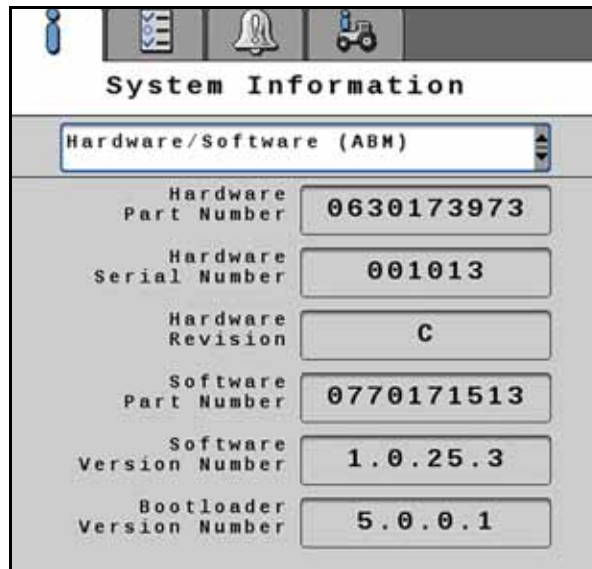 System Information
Hardware/Software (ABM)
Hardware
Part Number
0630173973
Hardware
Serial Number
001013
Hardware
Revision
C
Software
Part Number
0770171513
Software
Version Number
1.0.25.3
Bootloader
Version Number
5.0.0.1